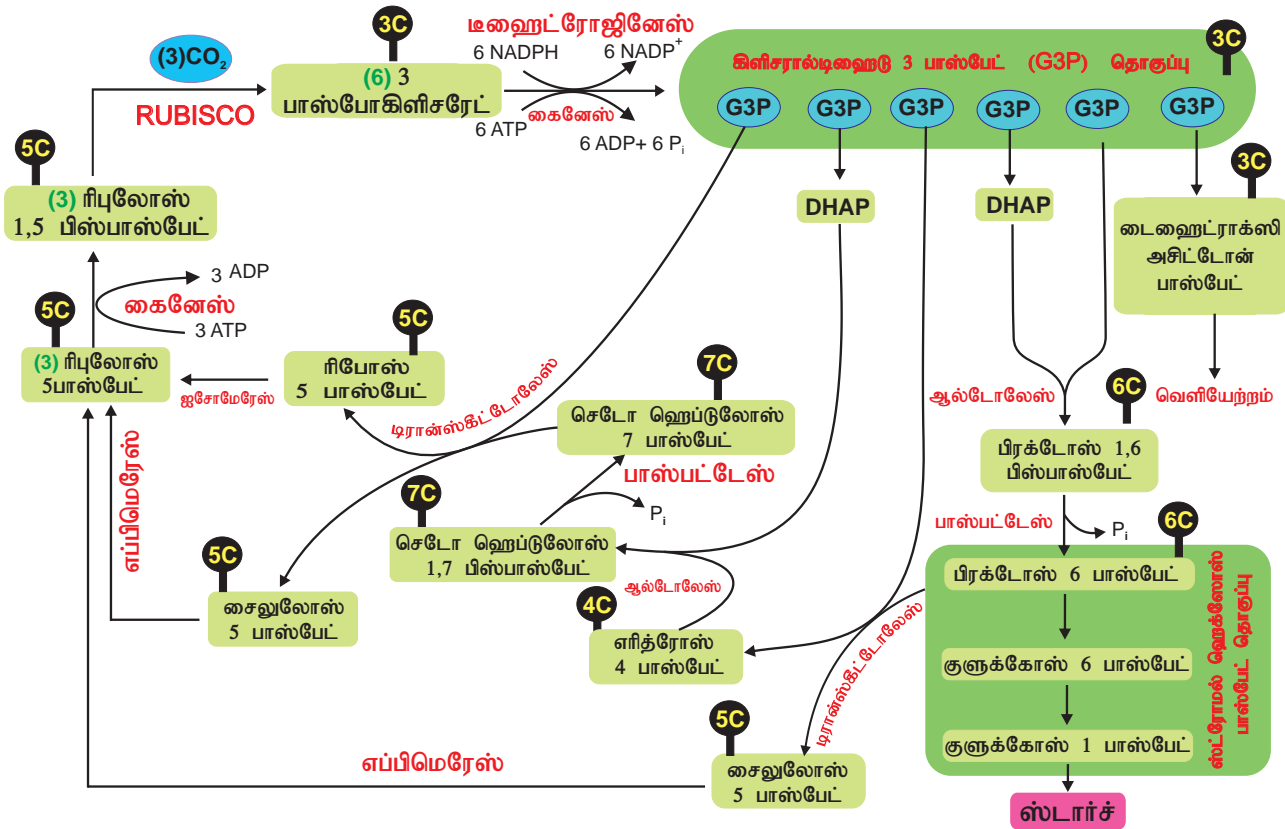 3C
டீஹைட்ரோஜினேஸ்
6 NADPH
6 NADP+
(3)CO2
RUBISCO
(6) 3
பாஸ்போகிளிசரேட்
6 ATP
கைனேஸ்
6 ADP+ 6 Pi
3C
கிளிசரால்டிஹைடு 3 பாஸ்பேட் (G3P) தொகுப்பு
G3P
G3P
G3P
G3P
G3P
G3P
5C
(3) ரிபுலோஸ்
1,5 பிஸ்பாஸ்பேட்
3 ADP
கைனேஸ்
3 ATP
5C
(3) ரிபுலோஸ்
5பாஸ்பேட்
ஐசோமேரேஸ்
5C
ரிபோஸ்
5 பாஸ்பேட்
டிரான்ஸ்கீட்டோலேஸ்
DHAP
DHAP
3C
டைஹைட்ராக்ஸி
அசிட்டோன்
பாஸ்பேட்
வெளியேற்றம்
7C
செடோ ஹெப்டுலோஸ்
7 பாஸ்பேட்
பாஸ்பட்டேஸ்
Pi
7C
செடோ ஹெப்டுலோஸ்
1,7 பிஸ்பாஸ்பேட்
ஆல்டோலேஸ்
4C
எரித்ரோஸ்
4 பாஸ்பேட்
டிரான்ஸ்கீட்டோலேஸ்
ஆல்டோலேஸ்
6C
பிரக்டோஸ் 1,6
பிஸ்பாஸ்பேட்
பாஸ்பட்டேஸ்
Pi
6C
பிரக்டோஸ் 6 பாஸ்பேட்
குளுக்கோஸ் 6 பாஸ்பேட்
குளுக்கோஸ் 1 பாஸ்பேட்
ஸ்ட்ரோமல் ஹெக்ஸோஸ்
பாஸ்பேட் தொகுப்பு
ஸ்டார்ச்
எப்பிமெரேஸ்
5C
சைலுலோஸ்
5 பாஸ்பேட்
எப்பிமெரேஸ்
5C
சைலுலோஸ்
5 பாஸ்பேட்